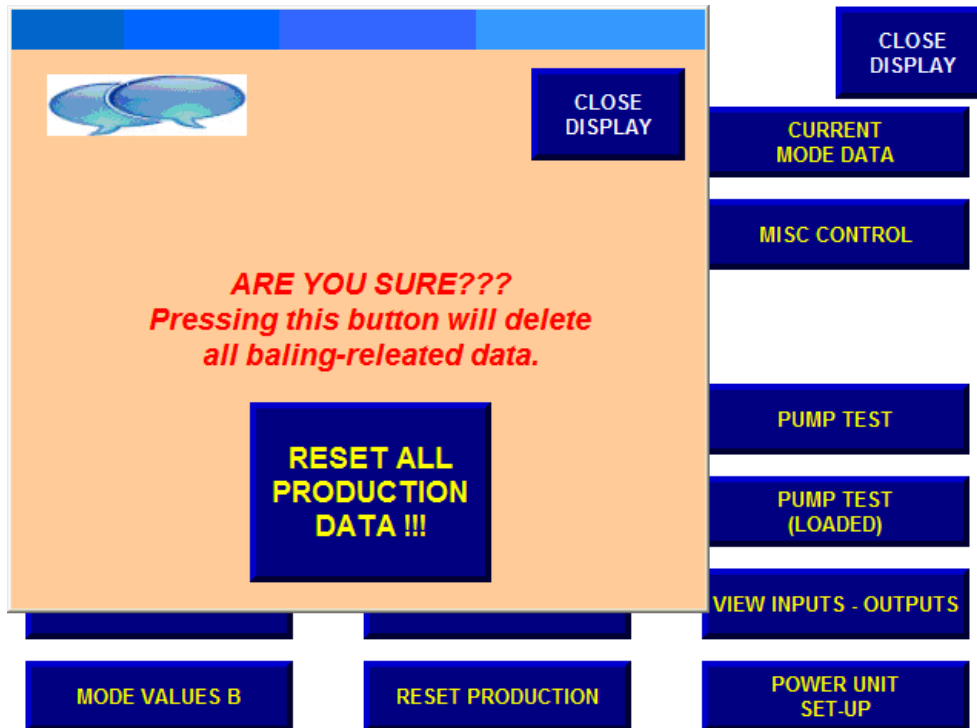 CLOSE
DISPLAY
CLOSE
DISPLAY
CURRENT
MODE DATA
MISC CONTROL
ARE YOU SURE???
Pressing this button will delete
all baling-releated data.
RESET ALL
PRODUCTION
DATA !!!
PUMP TEST
PUMP TEST
(LOADED)
VIEW INPUTS - OUTPUTS
MODE VALUES B
RESET PRODUCTION
POWER UNIT
SET-UP